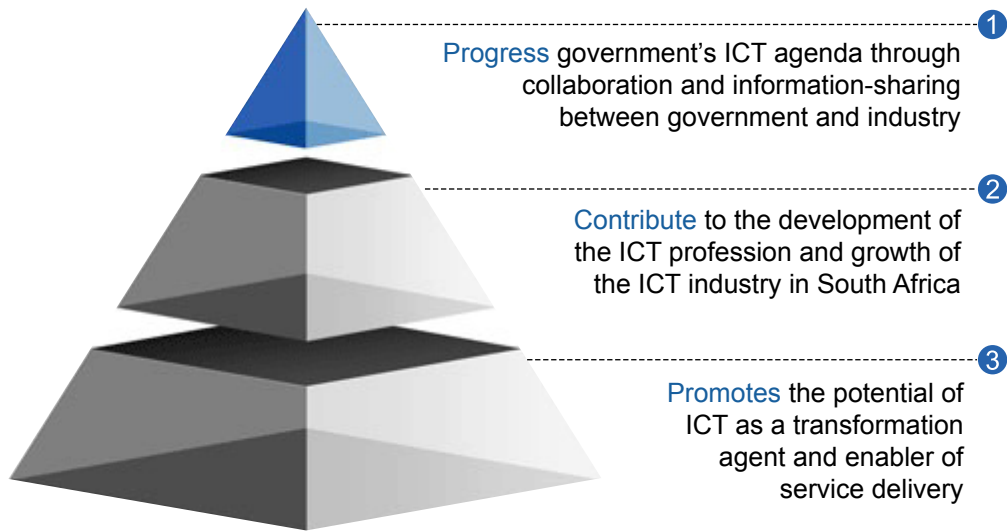 1
Progress government’s ICT agenda through
collaboration and information-sharing
between government and industry
2
Contribute to the development of
the ICT profession and growth of
the ICT industry in South Africa
3
Promotes the potential of
ICT as a transformation
agent and enabler of
service delivery